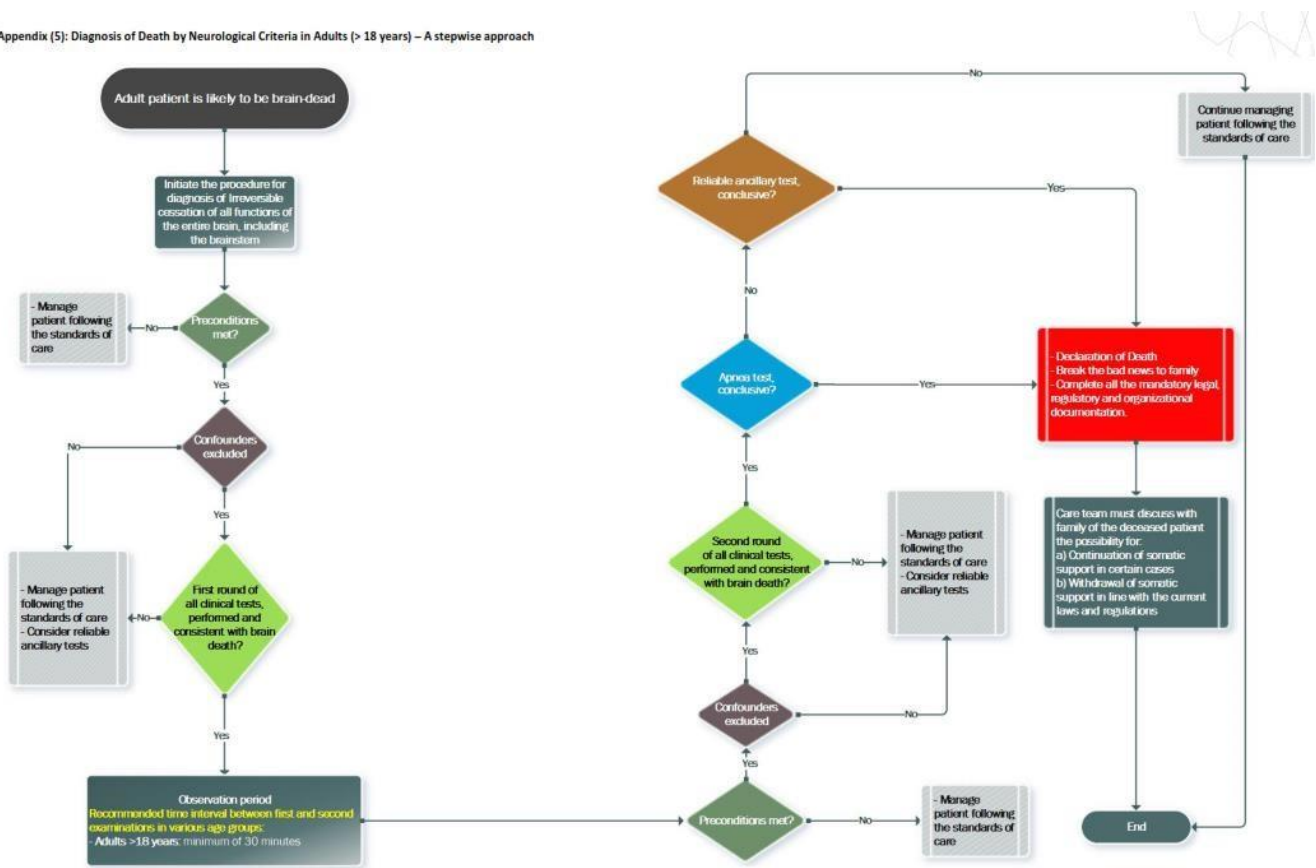 Appendix (5): Diagnosis of Death by Neurological Criteria in Adults (> 18 years) – A stepwise approach
Adult patient is likely to be brain-dead
Initiate the procedure for
diagnosis of Irreversible
cessation of all functions of
the entire brain, including
the brainstem
Preconditions
met?
No
- Manage
patient following
the standards of
care
Yes
Confounders
excluded
No
Yes
First round of
all clinical tests,
performed and
consistent with brain
death?
No
- Manage patient
following the
standards of care
- Consider reliable
ancillary tests
Yes
Observation period
Recommended time interval between first and second
examinations in various age groups:
- Adults >18 years: minimum of 30 minutes
Preconditions met?
No
- Manage
patient following
the standards of
care
Yes
Confounders
excluded
No
Yes
Second round
of all clinical tests,
performed and consistent
with brain death?
No
- Manage patient
following the
standards of care
- Consider reliable
ancillary tests
Yes
Apnea test,
conclusive?
Yes
No
Reliable ancillary test,
conclusive?
Yes
No
Continue managing
patient following the
standards of care
- Declaration of Death
- Break the bad news to family
- Complete all the mandatory legal,
regulatory and organizational
documentation.
Care team must discuss with
family of the deceased patient
the possibility for:
a) Continuation of somatic
support in certain cases
b) Withdrawal of somatic
support in line with the current
laws and regulations
End